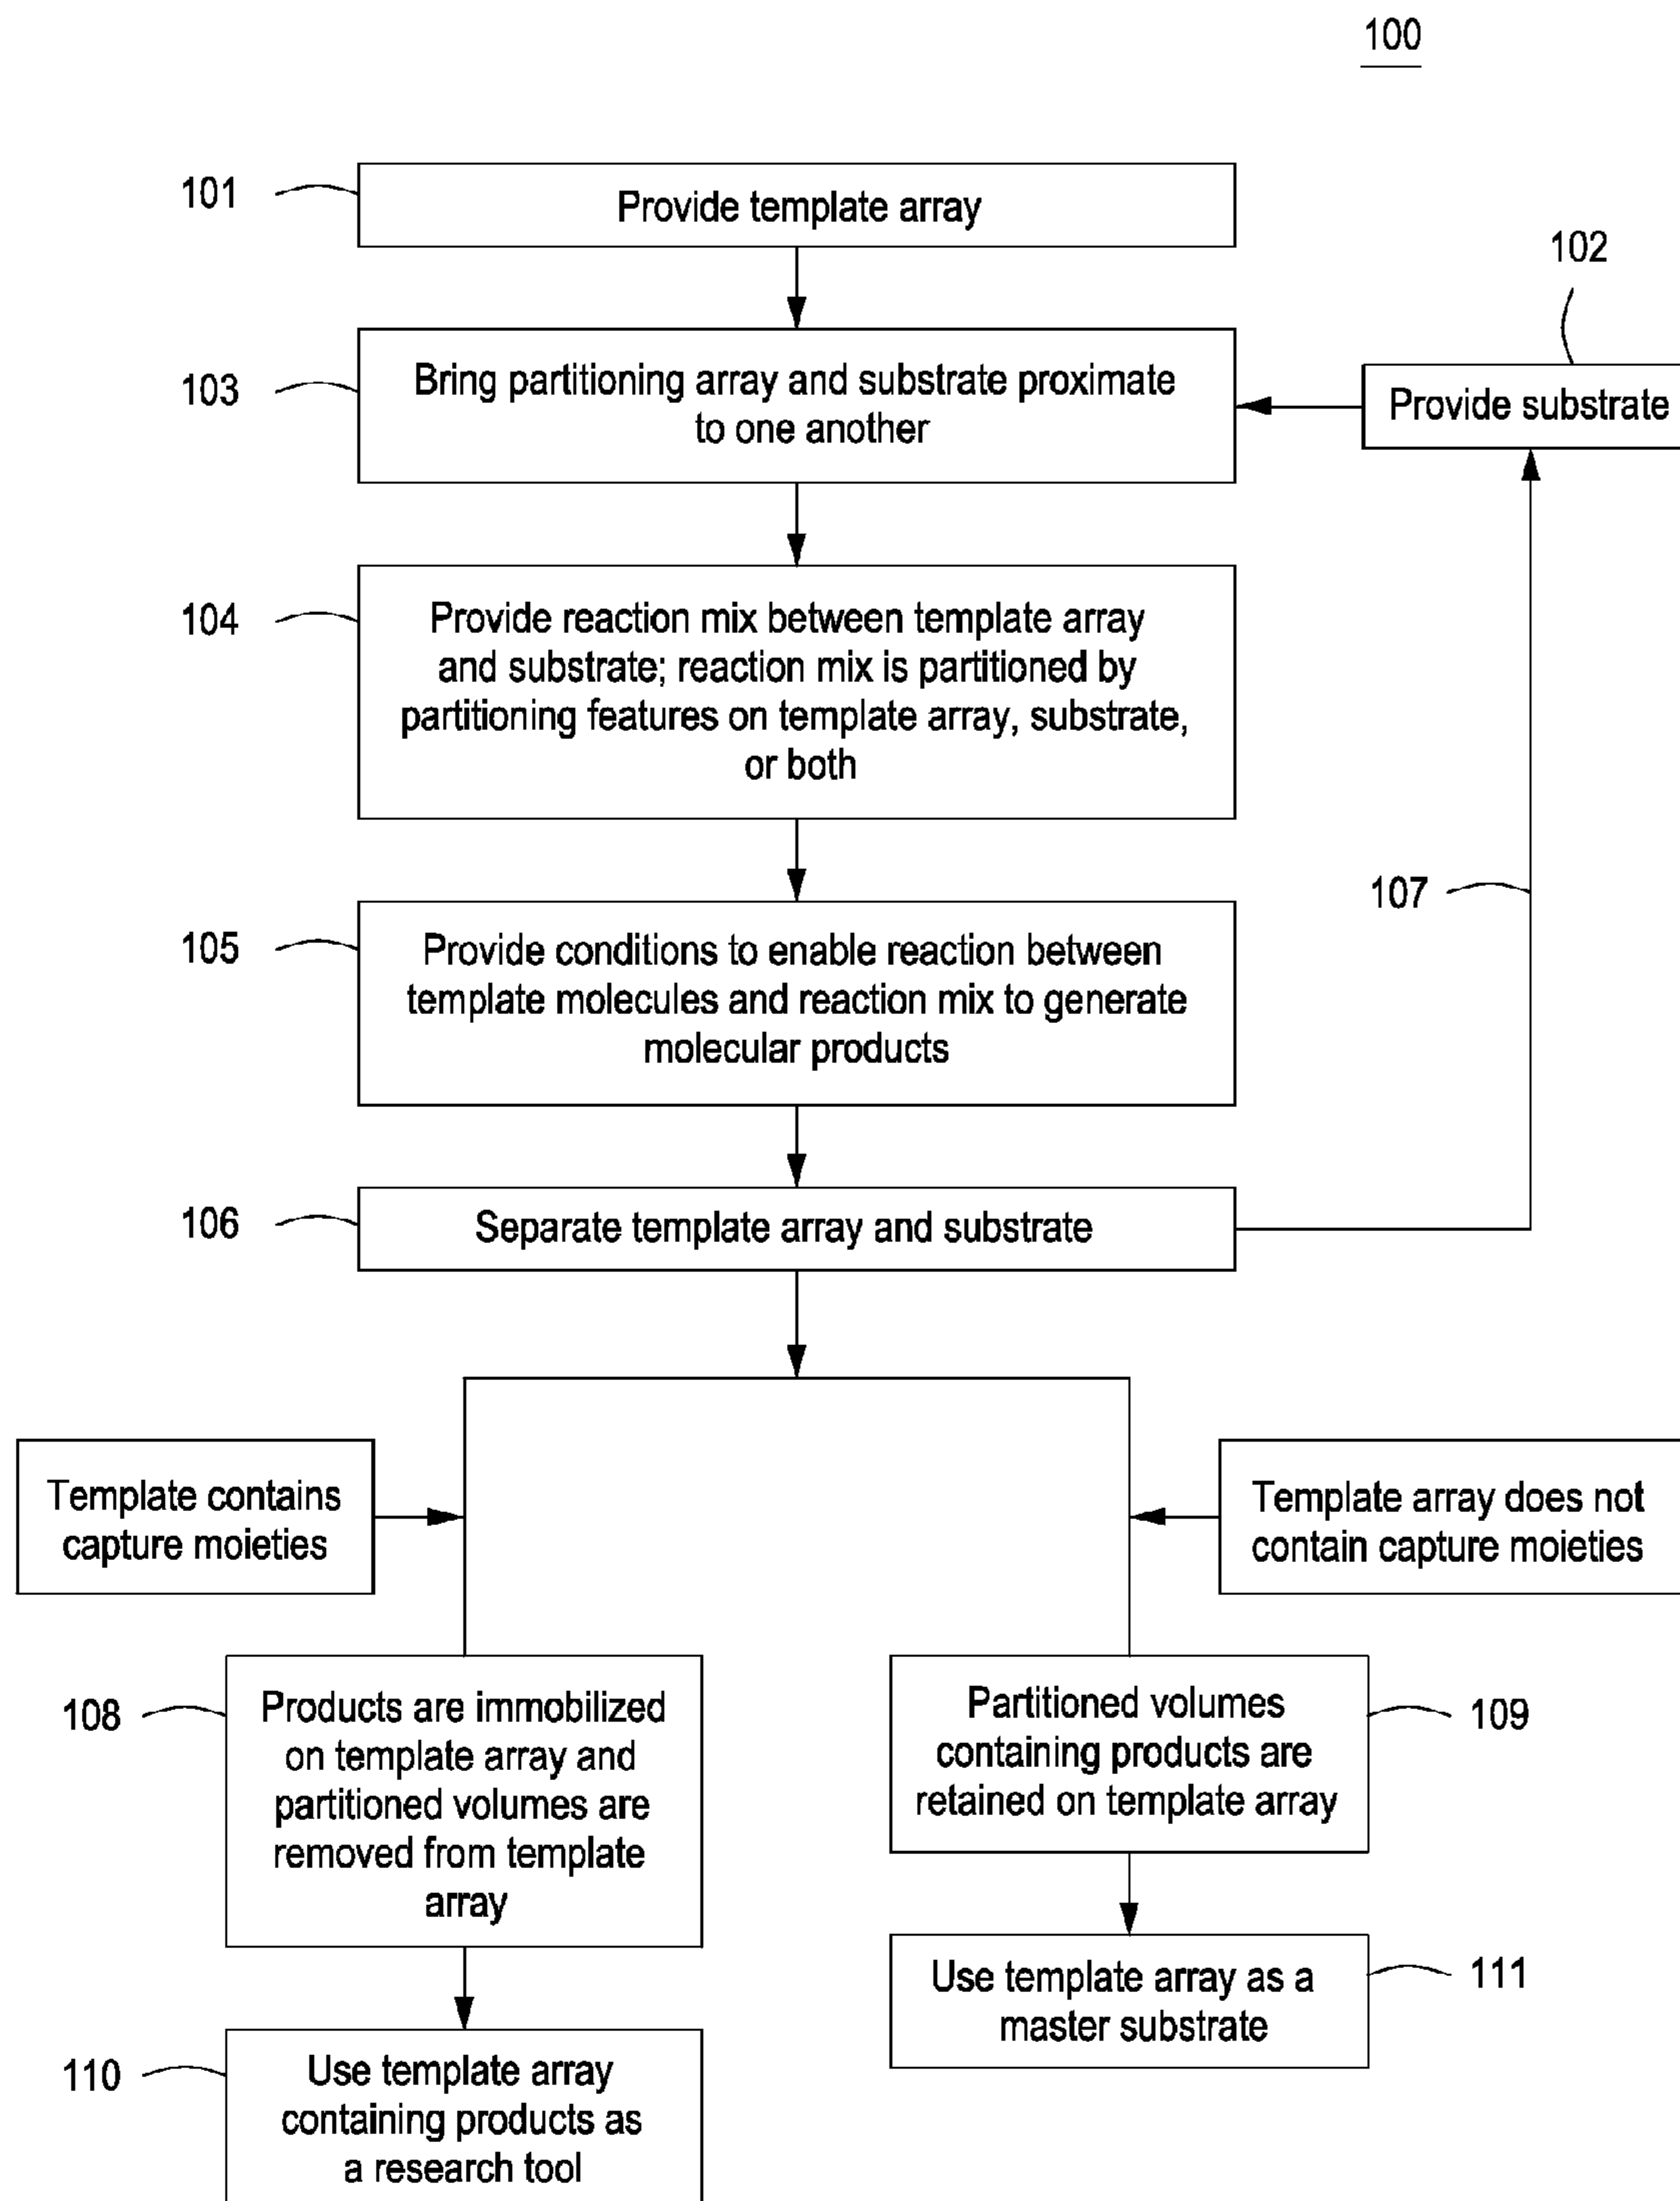 100
101
Provide template array
102
103
Bring partitioning array and substrate proximate
to one another
Provide substrate
104
Provide reaction mix between template array
and substrate; reaction mix is partitioned by
partitioning features on template array, substrate,
or both
107
105
Provide conditions to enable reaction between
template molecules and reaction mix to generate
molecular products
106
Separate template array and substrate
Template contains
capture moieties
Template array does not
contain capture moieties
108
Products are immobilized
on template array and
partitioned volumes are
removed from template
array
Partitioned volumes
containing products are
retained on template array
109
110
Use template array
containing products as
a research tool
Use template array as a
master substrate
111